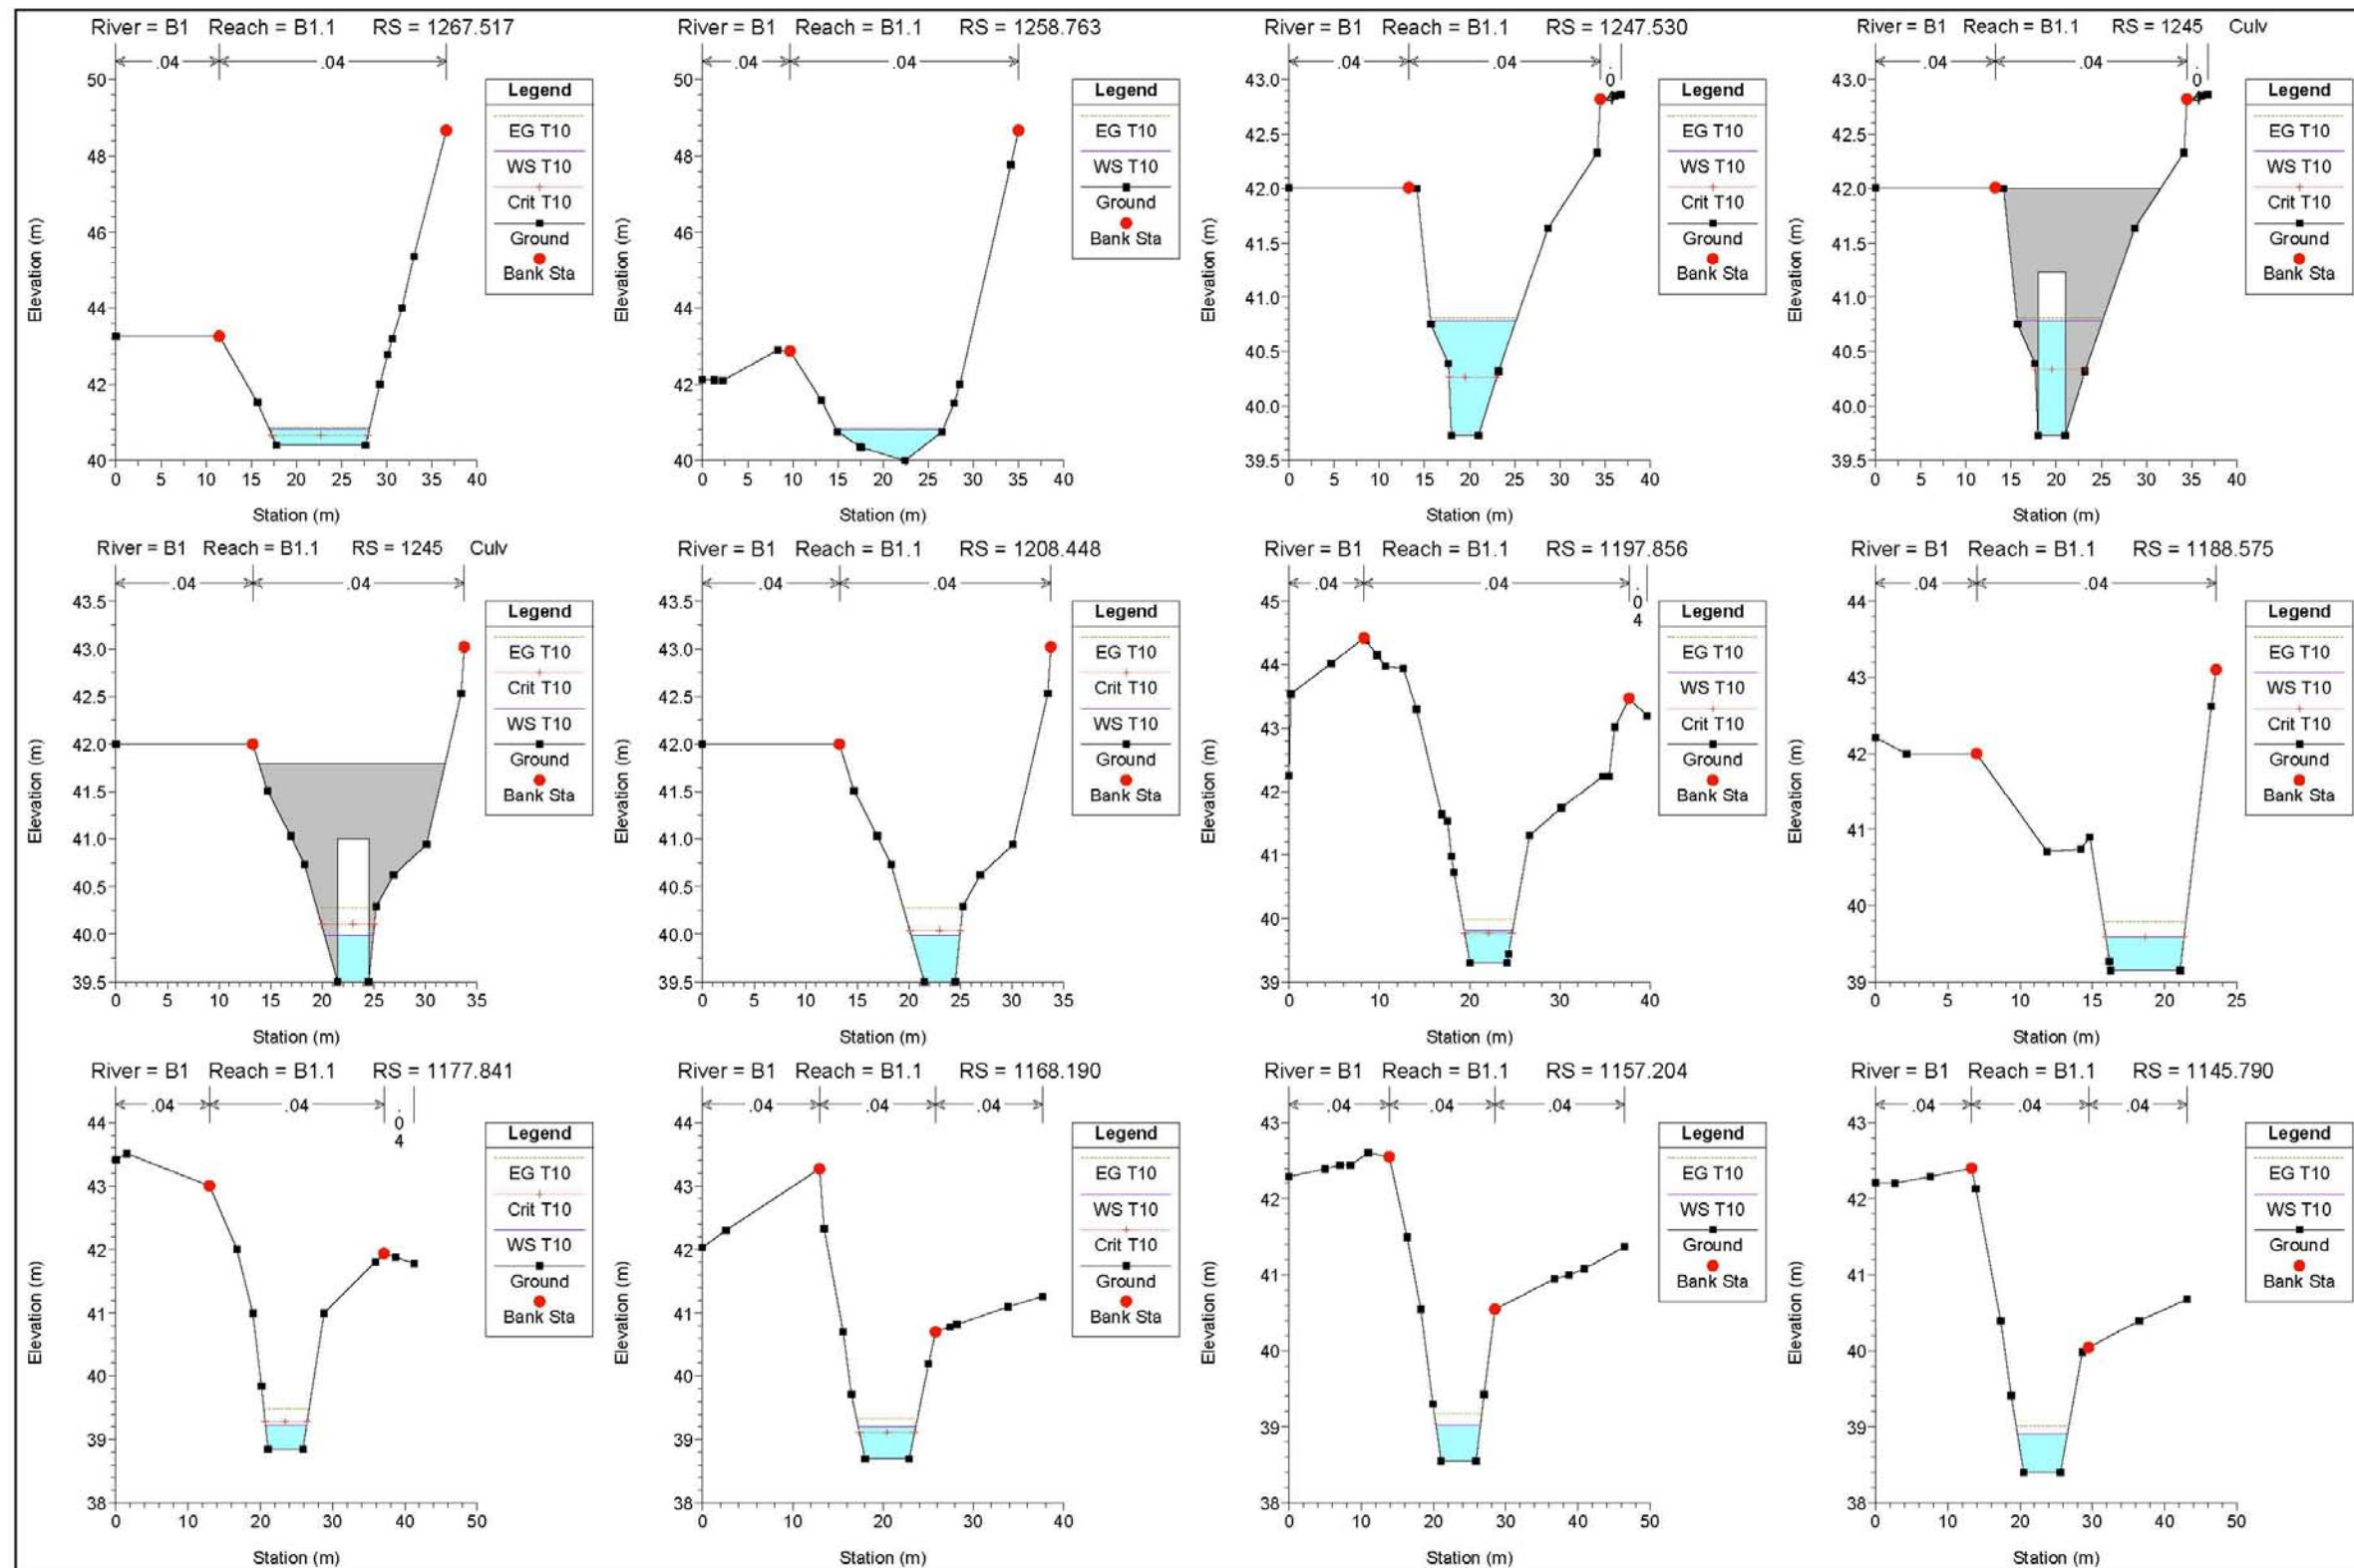 River = B1 Reach = B1.1 RS = 1267.517
.04 .04
Legend
EG T10
WS T10
Crit T10
Ground
Bank Sta
50
48
46
44
42
40
Elevation (m)
0 5 10 15 20 25 30 35 40
Station (m)
River = B1 Reach = B1.1 RS = 1258.763
.04 .04
Legend
EG T10
WS T10
Ground
Bank Sta
50
48
46
44
42
40
Elevation (m)
0 10 20 30 40
Station (m)
River = B1 Reach = B1.1 RS = 1247.530
.04 .04 .04
Legend
EG T10
WS T10
Crit T10
Ground
Bank Sta
43.0
42.5
42.0
41.5
41.0
40.5
40.0
39.5
Elevation (m)
0 5 10 15 20 25 30 35 40
Station (m)
River = B1 Reach = B1.1 RS = 1245 Culv
.04 .04 .04
Legend
EG T10
WS T10
Crit T10
Ground
Bank Sta
43.0
42.5
42.0
41.5
41.0
40.5
40.0
39.5
Elevation (m)
0 10 20 30 40
Station (m)
River = B1 Reach = B1.1 RS = 1245 Culv
.04 .04
Legend
EG T10
Crit T10
WS T10
Ground
Bank Sta
43.5
43.0
42.5
42.0
41.5
41.0
40.5
40.0
39.5
Elevation (m)
0 5 10 15 20 25 30 35
Station (m)
River = B1 Reach = B1.1 RS = 1208.448
.04 .04
Legend
EG T10
Crit T10
WS T10
Ground
Bank Sta
43.5
43.0
42.5
42.0
41.5
41.0
40.5
40.0
39.5
Elevation (m)
0 5 10 15 20 25 30 35
Station (m)
River = B1 Reach = B1.1 RS = 1197.856
.04 .04 .04
Legend
EG T10
WS T10
Crit T10
Ground
Bank Sta
45
44
43
42
41
40
39
Elevation (m)
0 10 20 30 40
Station (m)
River = B1 Reach = B1.1 RS = 1188.575
.04 .04
Legend
EG T10
WS T10
Crit T10
Ground
Bank Sta
44
43
42
41
40
39
Elevation (m)
0 5 10 15 20 25
Station (m)
River = B1 Reach = B1.1 RS = 1177.841
.04 .04 .04
Legend
EG T10
Crit T10
WS T10
Ground
Bank Sta
44
43
42
41
40
39
38
Elevation (m)
0 10 20 30 40 50
Station (m)
River = B1 Reach = B1.1 RS = 1168.190
.04 .04 .04
Legend
EG T10
WS T10
Crit T10
Ground
Bank Sta
44
43
42
41
40
39
38
Elevation (m)
0 10 20 30 40
Station (m)
River = B1 Reach = B1.1 RS = 1157.204
.04 .04 .04
Legend
EG T10
WS T10
Ground
Bank Sta
43
42
41
40
39
38
Elevation (m)
0 10 20 30 40 50
Station (m)
River = B1 Reach = B1.1 RS = 1145.790
.04 .04 .04
Legend
EG T10
WS T10
Ground
Bank Sta
43
42
41
40
39
38
Elevation (m)
0 10 20 30 40 50
Station (m)